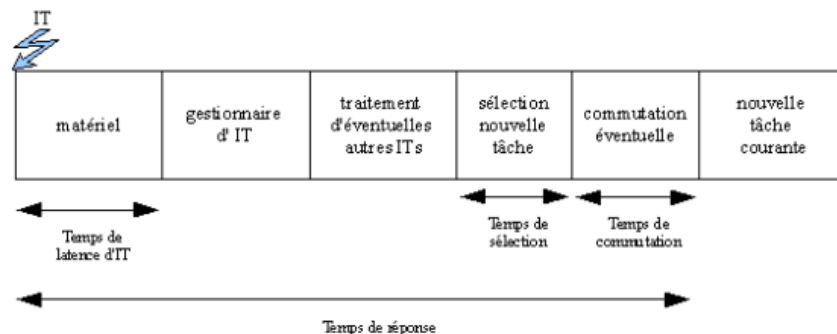 IT
matériel
gestionnaire
d' IT
traitement
d'éventuelles
autres ITs
sélection
nouvelle
tâche
commutation
éventuelle
nouvelle
tâche
courante
Temps de
latence d'IT
Temps de
sélection
Temps de
commutation
Temps de réponse